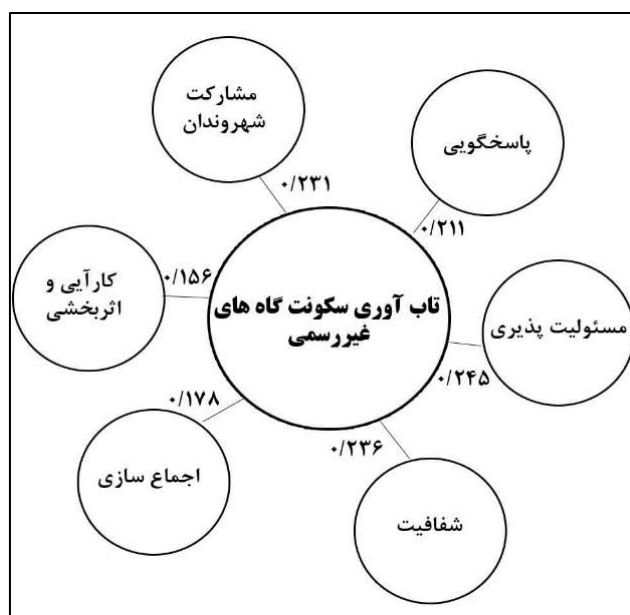 مشارکت
شهروندان
۰/۲۳۱
پاسخگویی
۰/۲۱۱
کارآیی و
اثربخشی
۰/۱۵۶
تاب آوری سکونت گاه های
غیررسمی
مسئولیت پذیری
۰/۲۴۵
اجماع سازی
۰/۱۷۸
شفافیت
۰/۲۳۶